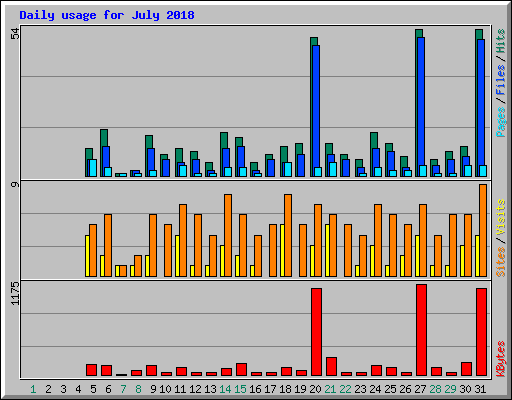 Daily usage for July 2018
54
Pages / Files / Hits
9
Sites / Visits
1175
KBytes
1 2 3 4 5 6 7 8 9 10 11 12 13 14 15 16 17 18 19 20 21 22 23 24 25 26 27 28 29 30 31